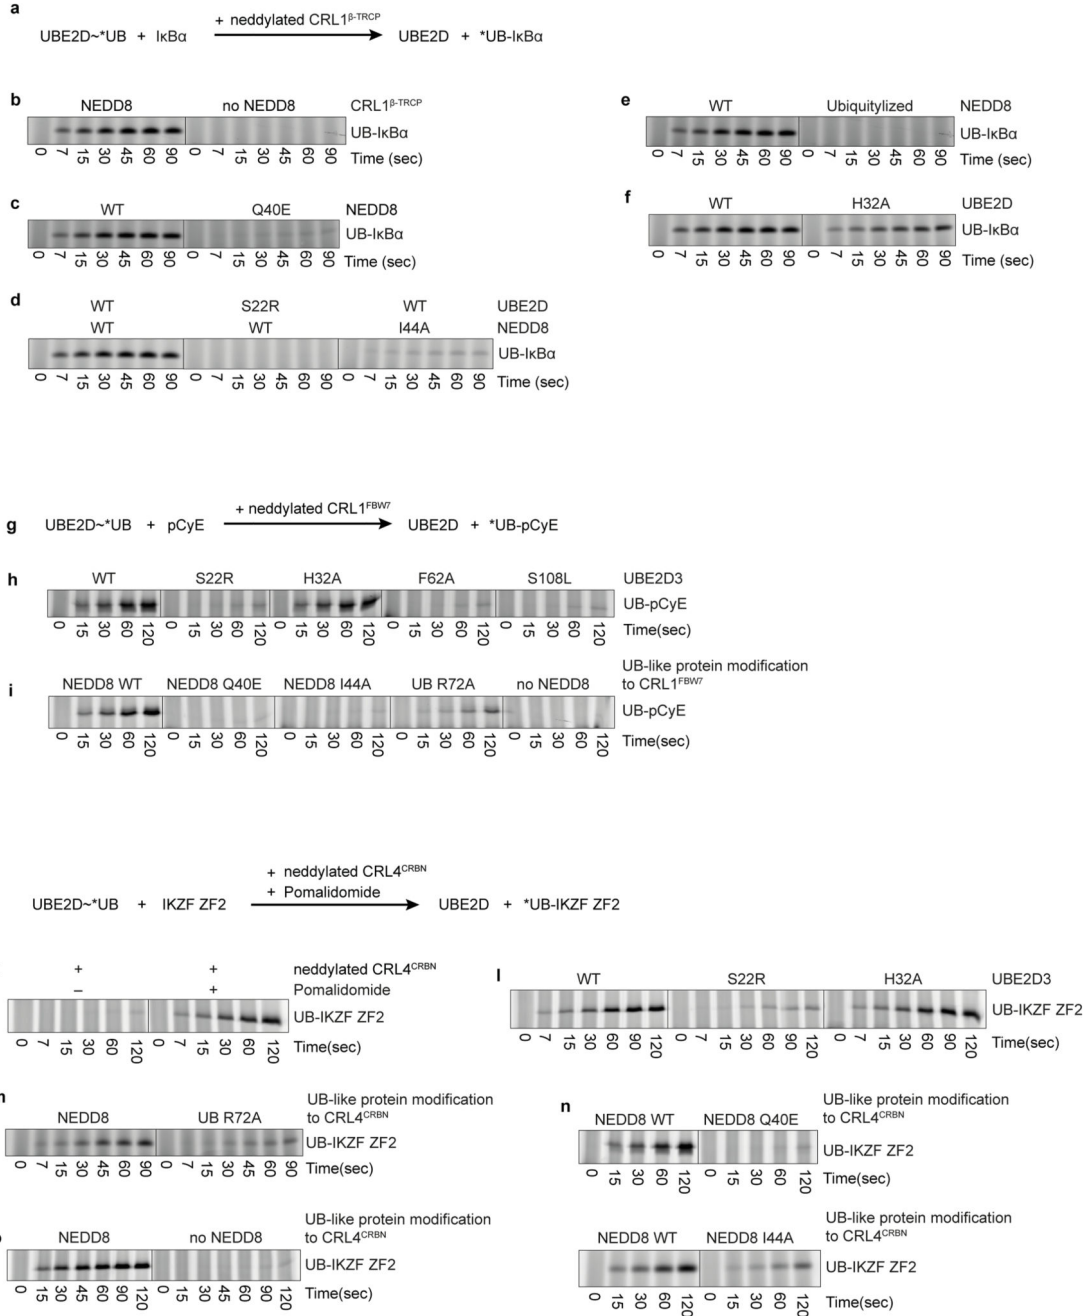 a
+ neddylated CRL1β-TRCP
UBE2D~*UB + IκBα UBE2D + *UB-IκBα
b
NEDD8 no NEDD8 CRL1β-TRCP
UB-IκBα
0 7 15 30 45 60 90 0 7 15 30 45 60 90 Time (sec)
e
WT Ubiquitylized NEDD8
UB-IκBα
0 7 15 30 45 60 90 0 7 15 30 45 60 90 Time (sec)
c
WT Q40E NEDD8
UB-IκBα
0 7 15 30 45 60 90 0 7 15 30 45 60 90 Time (sec)
f
WT H32A UBE2D
UB-IκBα
0 7 15 30 45 60 90 0 7 15 30 45 60 90 Time (sec)
d
WT S22R WT UBE2D
WT WT I44A NEDD8
UB-IκBα
0 7 15 30 45 60 90 0 7 15 30 45 60 90 0 7 15 30 45 60 90 Time (sec)
+ neddylated CRL1FBW7
g UBE2D~*UB + pCyE UBE2D + *UB-pCyE
h WT S22R H32A F62A S108L UBE2D3
UB-pCyE
0 15 30 60 120 0 15 30 60 120 0 15 30 60 120 0 15 30 60 120 0 15 30 60 120 Time(sec)
UB-like protein modification
i NEDD8 WT NEDD8 Q40E NEDD8 I44A UB R72A no NEDD8 to CRL1FBW7
UB-pCyE
0 15 30 60 120 0 15 30 60 120 0 15 30 60 120 0 15 30 60 120 0 15 30 60 120 Time(sec)
+ neddylated CRL4CRBN
+ Pomalidomide
UBE2D~*UB + IKZF ZF2 UBE2D + *UB-IKZF ZF2
+ + neddylated CRL4CRBN
– + Pomalidomide
UB-IKZF ZF2
0 7 15 30 60 120 0 7 15 30 60 120 Time(sec)
l WT S22R H32A UBE2D3
UB-IKZF ZF2
0 7 15 30 60 90 120 0 7 15 30 60 90 120 0 7 15 30 60 90 120 Time(sec)
UB-like protein modification
NEDD8 UB R72A to CRL4CRBN
UB-IKZF ZF2
0 7 15 30 45 60 90 0 7 15 30 45 60 90 Time(sec)
n
UB-like protein modification
NEDD8 WT NEDD8 Q40E to CRL4CRBN
UB-IKZF ZF2
0 15 30 60 120 0 15 30 60 120 Time(sec)
UB-like protein modification
NEDD8 no NEDD8 to CRL4CRBN
UB-IKZF ZF2
0 15 30 45 60 90 120 0 15 30 45 60 90 120 Time(sec)
UB-like protein modification
NEDD8 WT NEDD8 I44A to CRL4CRBN
UB-IKZF ZF2
0 15 30 60 120 0 15 30 60 120 Time(sec)